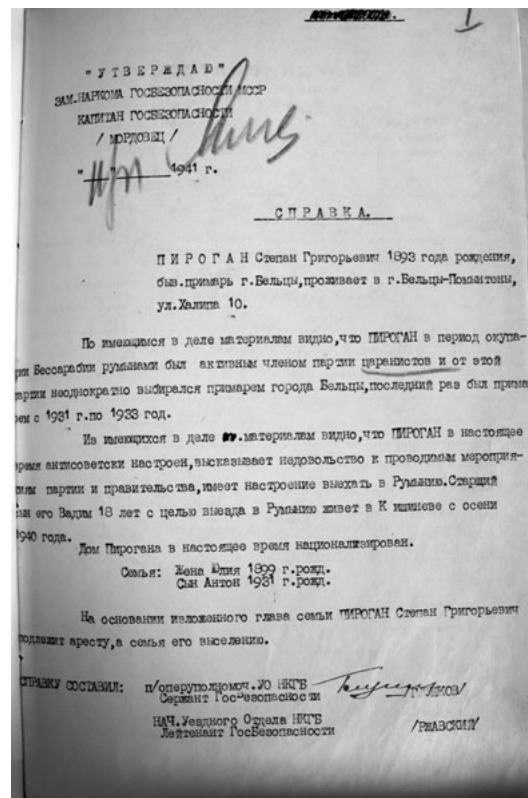 "УТВЕРЖДАЮ"
ЗАМ.НАРКОМА ГОСБЕЗОПАСНОСТИ МССР
КАПИТАН ГОСБЕЗОПАСНОСТИ
/ МОРДОВЕЦ /
" " 1941 г.
СПРАВКА.
ПИРОГАН Степан Григорьевич 1893 года рождения,
быв.примарь г.Бельцы,проживает в г.Бельцы-Помынтены,
ул.Халипа 10.
По имеющимся в деле материалам видно,что ПИРОГАН в период окупа-
ции Бессарабии румынами был активным членом партии царанистов и от этой
партии неоднократно выбирался примарем города Бельцы,последний раз был прима
рем с 1931 г.по 1933 год.
Из имеющихся в деле материалам видно,что ПИРОГАН в настоящее
время антисоветски настроен,высказывает недовольство к проводимым мероприя-
тиям партии и правительства,имеет настроение выехать в Румынию.Старший
сын его Вадим 18 лет с целью выезда в Румынию живет в К ишиневе с осени
1940 года.
Дом Пирогана в настоящее время национализирован.
Семья: Жена Юлия 1899 г.рожд.
Сын Антон 1931 г.рожд.
На основании изложенного глава семьи ПИРОГАН Степан Григорьевич
подлежит аресту,а семья его выселению.
СПРАВКУ СОСТАВИЛ: п/оперуполномоч.УО НКГБ
Сержант ГосБезопасности
НАЧ.Уездного Отдела НКГБ
Лейтенант ГосБезопасности /РЖАВСКИЙ/